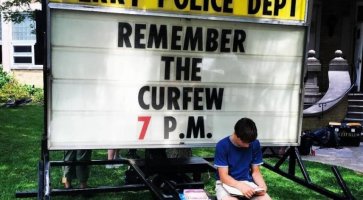 POLICE DEPT
REMEMBER
THE
CURFEW
7 P.M.